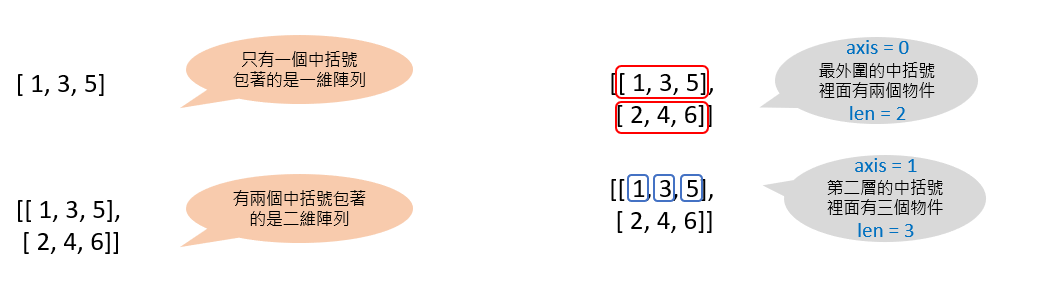 [ 1, 3, 5]
只有一個中括號
包著的是一維陣列
[[ 1, 3, 5],
[ 2, 4, 6]]
有兩個中括號包著
的是二維陣列
[[ 1, 3, 5],
[ 2, 4, 6]]
axis = 0
最外圍的中括號
裡面有兩個物件
len = 2
[[ 1, 3, 5],
[ 2, 4, 6]]
axis = 1
第二層的中括號
裡面有三個物件
len = 3